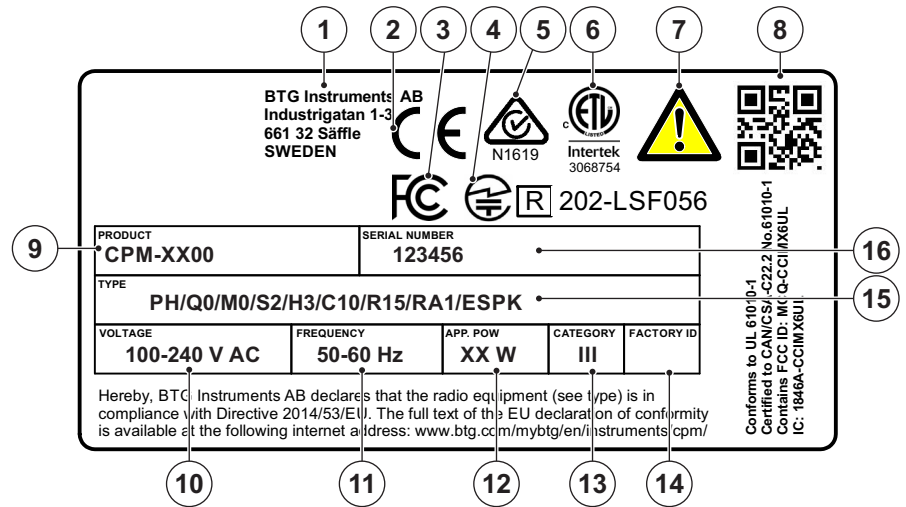 1 2 3 4 5 6 7 8
BTG Instruments AB
Industrigatan 1-3
661 32 Säffle
SWEDEN
CE
N1619
C ETL LISTED
Intertek
3068754
FC
R 202-LSF056
9
PRODUCT
CPM-XX00
SERIAL NUMBER
123456
16
TYPE
PH/Q0/M0/S2/H3/C10/R15/RA1/ESPK
15
VOLTAGE
100-240 V AC
FREQUENCY
50-60 Hz
APP. POW
XX W
CATEGORY
III
FACTORY ID
Hereby, BTG Instruments AB declares that the radio equipment (see type) is in
compliance with Directive 2014/53/EU. The full text of the EU declaration of conformity
is available at the following internet address: www.btg.com/mybtg/en/instruments/cpm/
Conforms to UL 61010-1
Certified to CAN/CSA-C22.2 No.61010-1
Contains FCC ID: MCQ-CCIMX6UL
IC: 1846A-CCIMX6UL
10 11 12 13 14